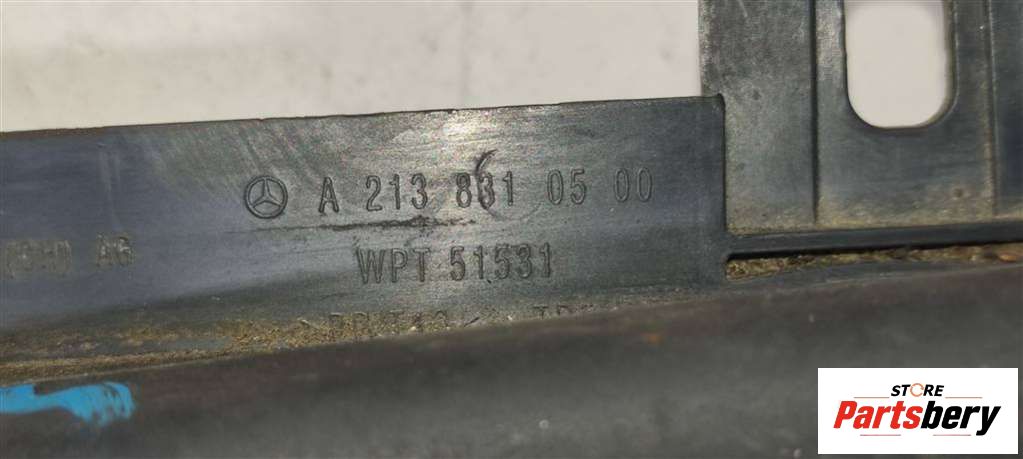 A 213 831 05 00
AG
WPT 51531
STORE
Partsbery